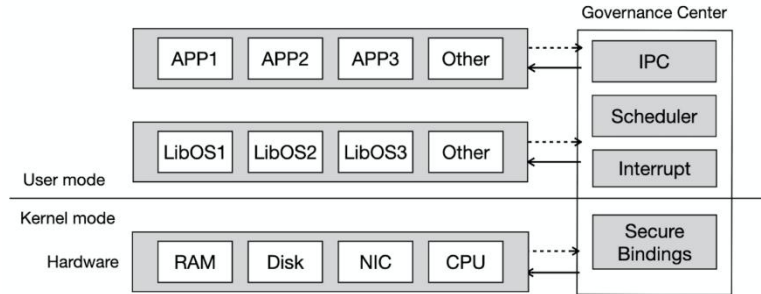 Governance Center
APP1 APP2 APP3 Other
IPC
Scheduler
LibOS1 LibOS2 LibOS3 Other
Interrupt
User mode
Kernel mode
Secure
Bindings
Hardware
RAM Disk NIC CPU